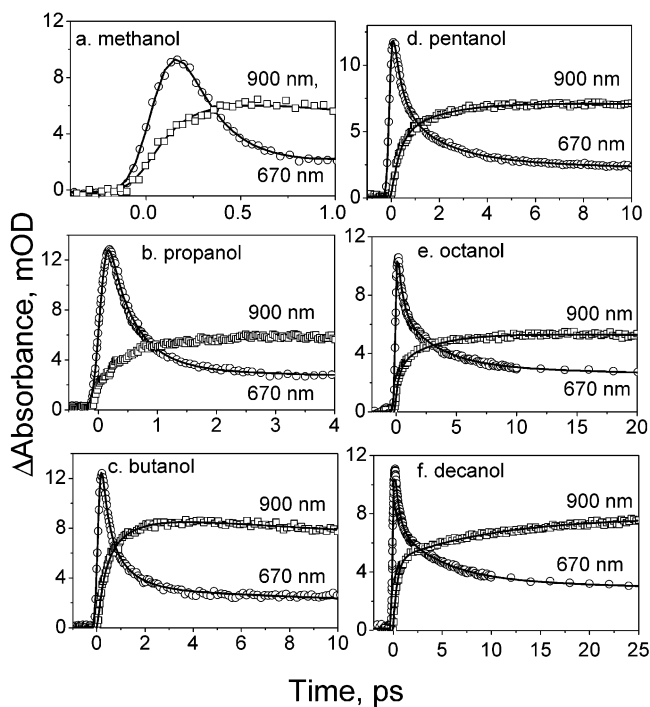 a. methanol
900 nm,
670 nm
12
8
4
0
0.0
0.5
1.0
b. propanol
900 nm
670 nm
12
8
4
0
0
1
2
3
4
c. butanol
900 nm
670 nm
12
8
4
0
0
2
4
6
8
10
d. pentanol
900 nm
670 nm
10
5
0
0
2
4
6
8
10
e. octanol
900 nm
670 nm
12
8
4
0
0
5
10
15
20
f. decanol
900 nm
670 nm
12
8
4
0
0
5
10
15
20
25
ΔAbsorbance, mOD
Time, ps